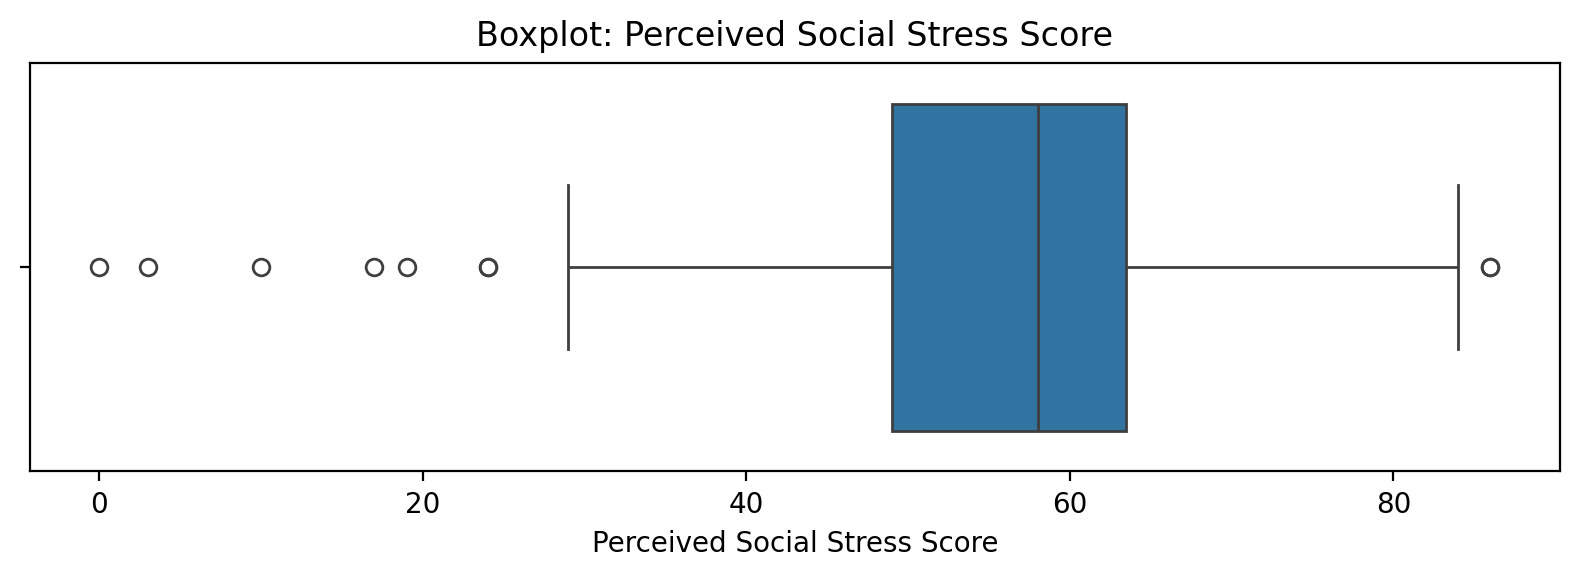 Boxplot: Perceived Social Stress Score
0 20 40 60 80
Perceived Social Stress Score